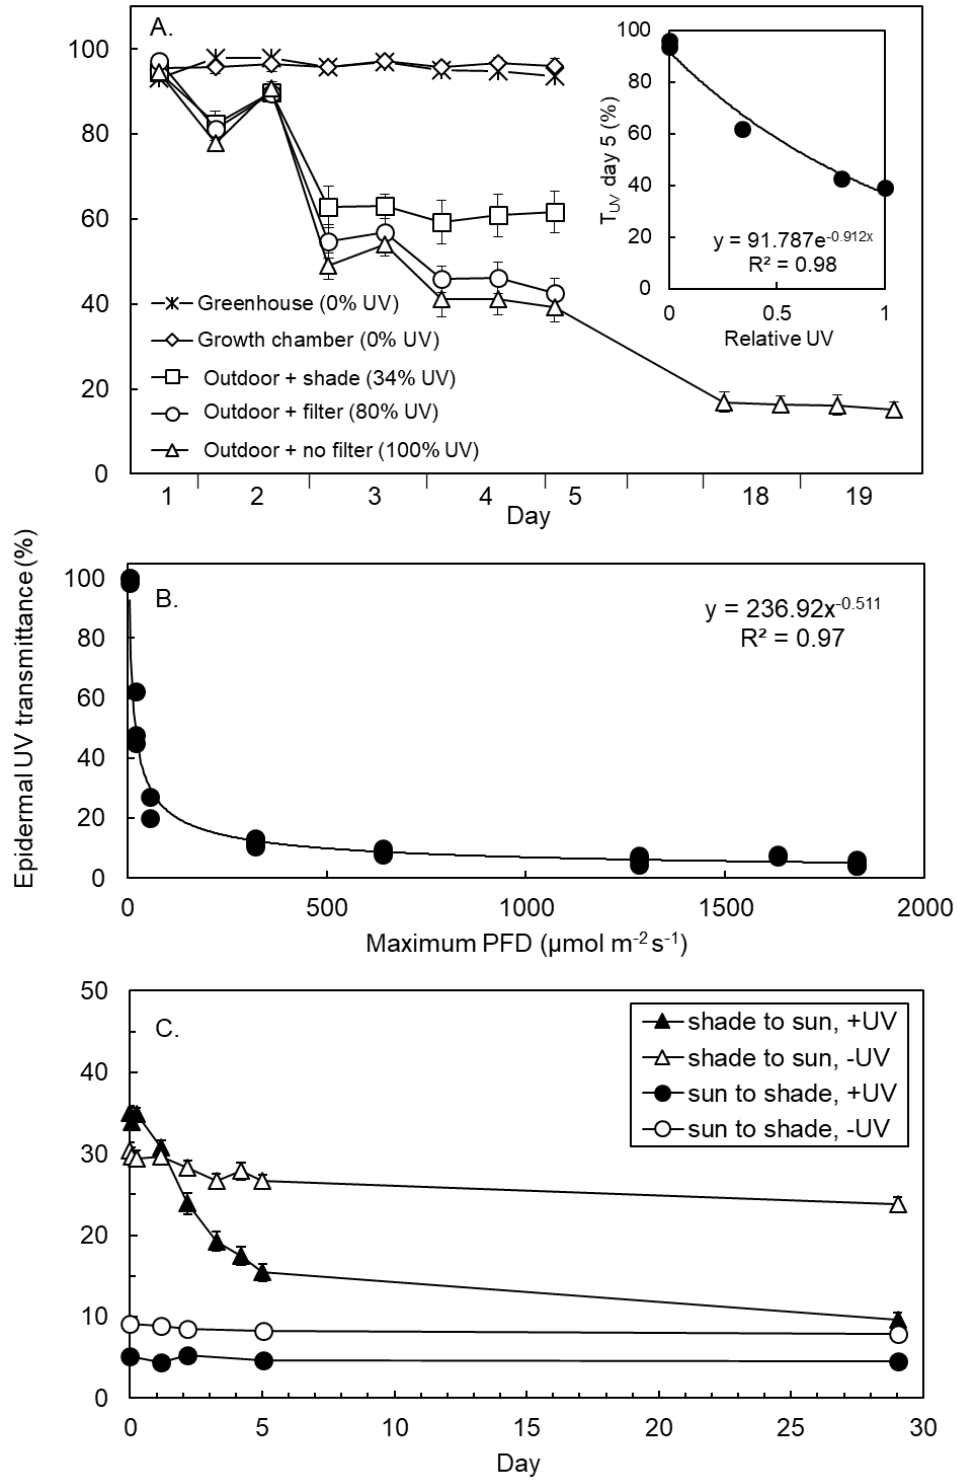 A.
100
80
60
40
20
0
Greenhouse (0% UV)
Growth chamber (0% UV)
Outdoor + shade (34% UV)
Outdoor + filter (80% UV)
Outdoor + no filter (100% UV)
1 2 3 4 5 18 19
Day
100
80
60
40
20
0
T_UV day 5 (%)
y = 91.787e^-0.912x
R² = 0.98
0 0.5 1
Relative UV
Epidermal UV transmittance (%)
B.
100
80
60
40
20
0
y = 236.92x^-0.511
R² = 0.97
0 500 1000 1500 2000
Maximum PFD (µmol m⁻² s⁻¹)
C.
50
40
30
20
10
0
shade to sun, +UV
shade to sun, -UV
sun to shade, +UV
sun to shade, -UV
0 5 10 15 20 25 30
Day